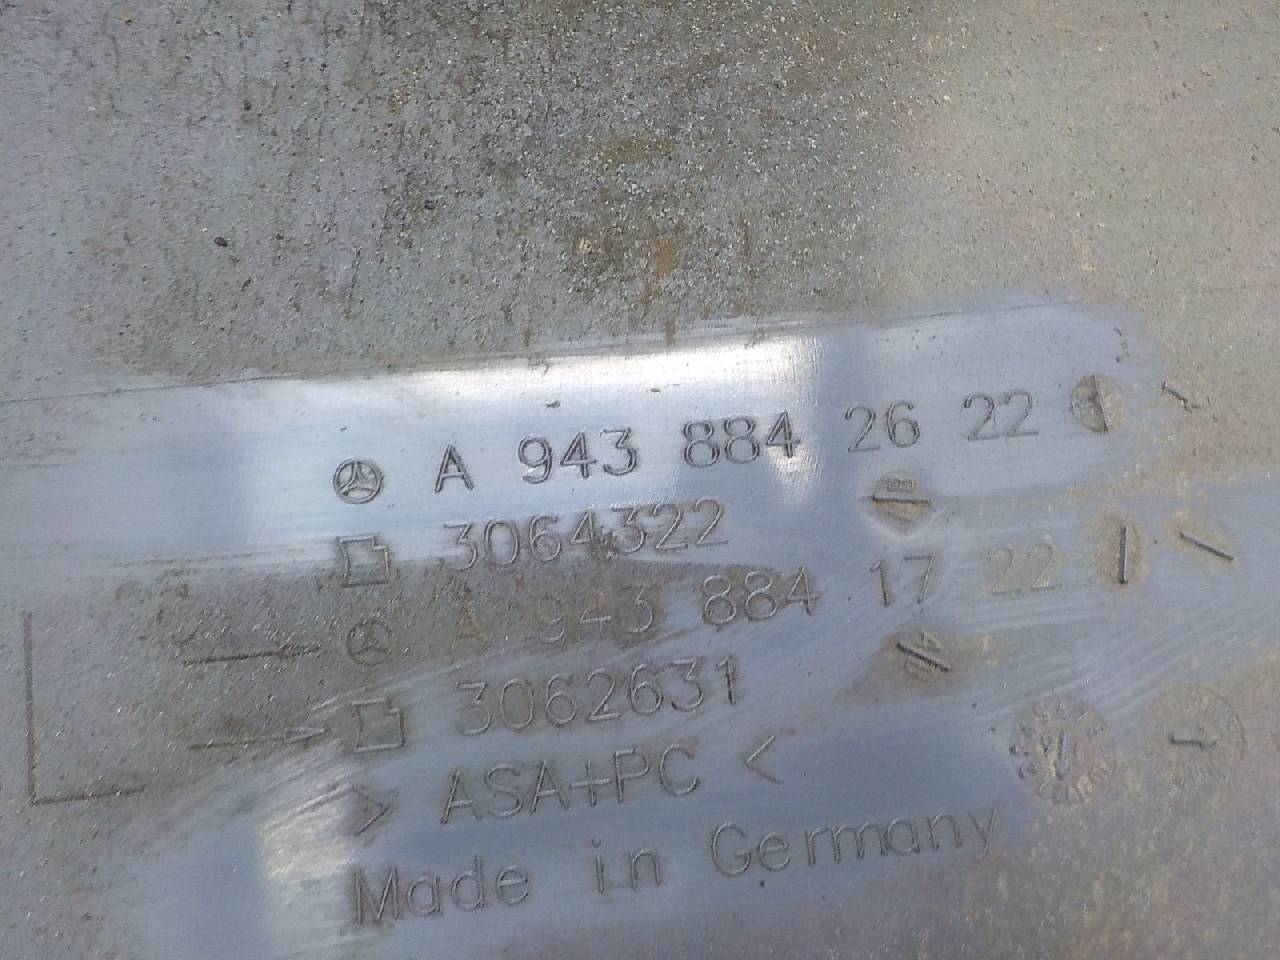 A 943 884 26 22
3064322
A 943 884 17 22
3062631
> ASA+PC <
Made in Germany